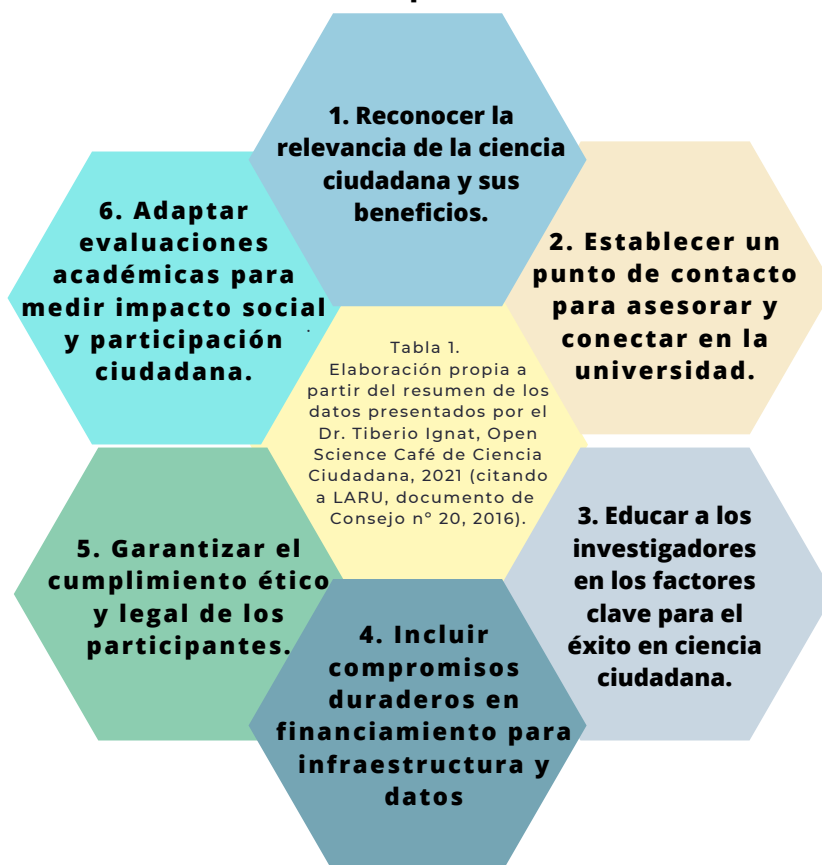 1. Reconocer la
relevancia de la ciencia
ciudadana y sus
beneficios.
2. Establecer un
punto de contacto
para asesorar y
conectar en la
universidad.
3. Educar a los
investigadores
en los factores
clave para el
éxito en ciencia
ciudadana.
4. Incluir
compromisos
duraderos en
financiamiento para
infraestructura y
datos
5. Garantizar el
cumplimiento ético
y legal de los
participantes.
6. Adaptar
evaluaciones
académicas para
medir impacto social
y participación
ciudadana.
Tabla 1.
Elaboración propia a
partir del resumen de los
datos presentados por el
Dr. Tiberio Ignat, Open
Science Café de Ciencia
Ciudadana, 2021 (citando
a LARU, documento de
Consejo nº 20, 2016).